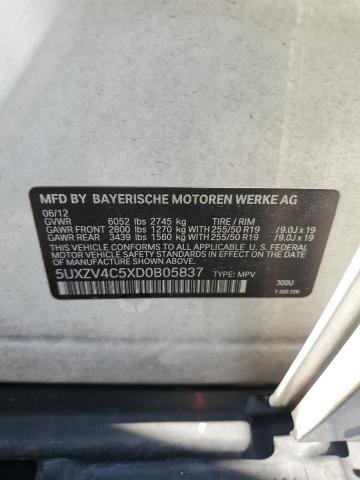 MFD BY BAYERISCHE MOTOREN WERKE AG
06/12
GVWR 6052 lbs 2745 kg TIRE / RIM
GAWR FRONT 2800 lbs 1270 kg WITH 255/50 R19 / 9.0J x 19
GAWR REAR 3439 lbs 1560 kg WITH 255/50 R19 / 9.0J x 19
THIS VEHICLE CONFORMS TO ALL APPLICABLE U.S. FEDERAL
MOTOR VEHICLE SAFETY STANDARDS IN EFFECT
ON THE DATE OF MANUFACTURE SHOWN ABOVE.
5UXZV4C5XD0B05837 TYPE: MPV
300U